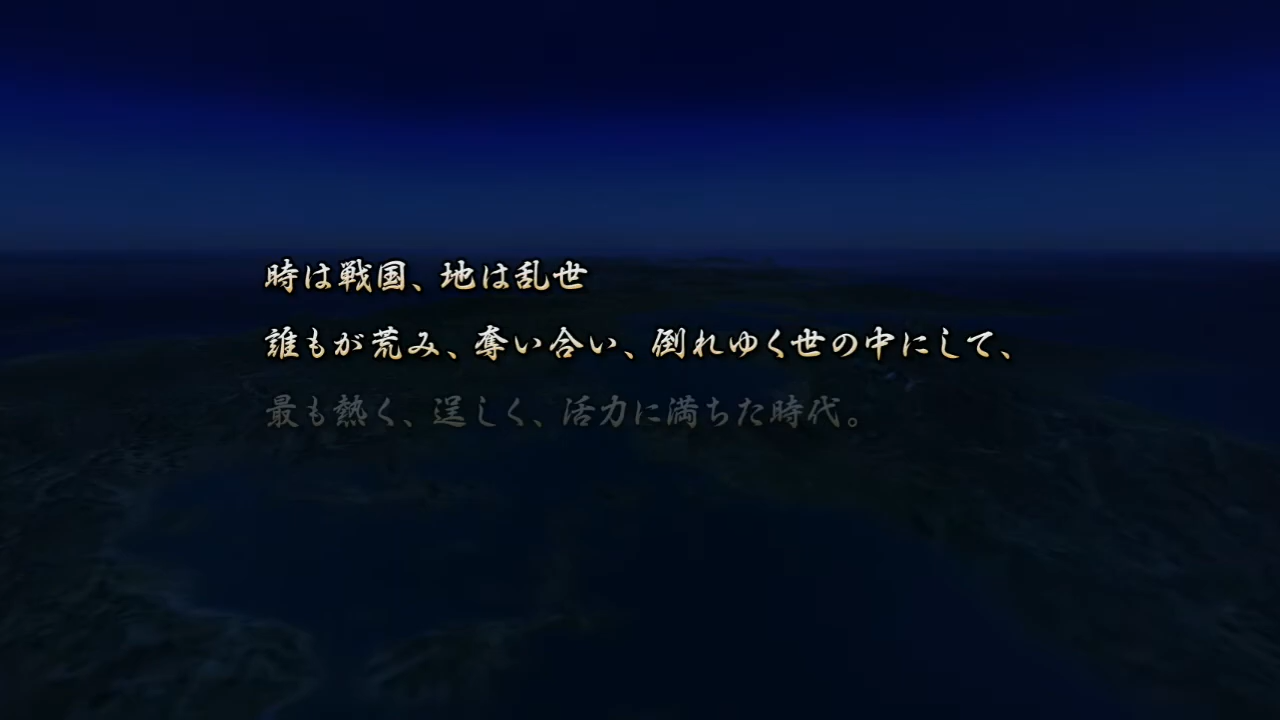 時は戦国、地は乱世
誰もが荒み、奪い合い、倒れゆく世の中にして、
最も熱く、逞しく、活力に満ちた時代。